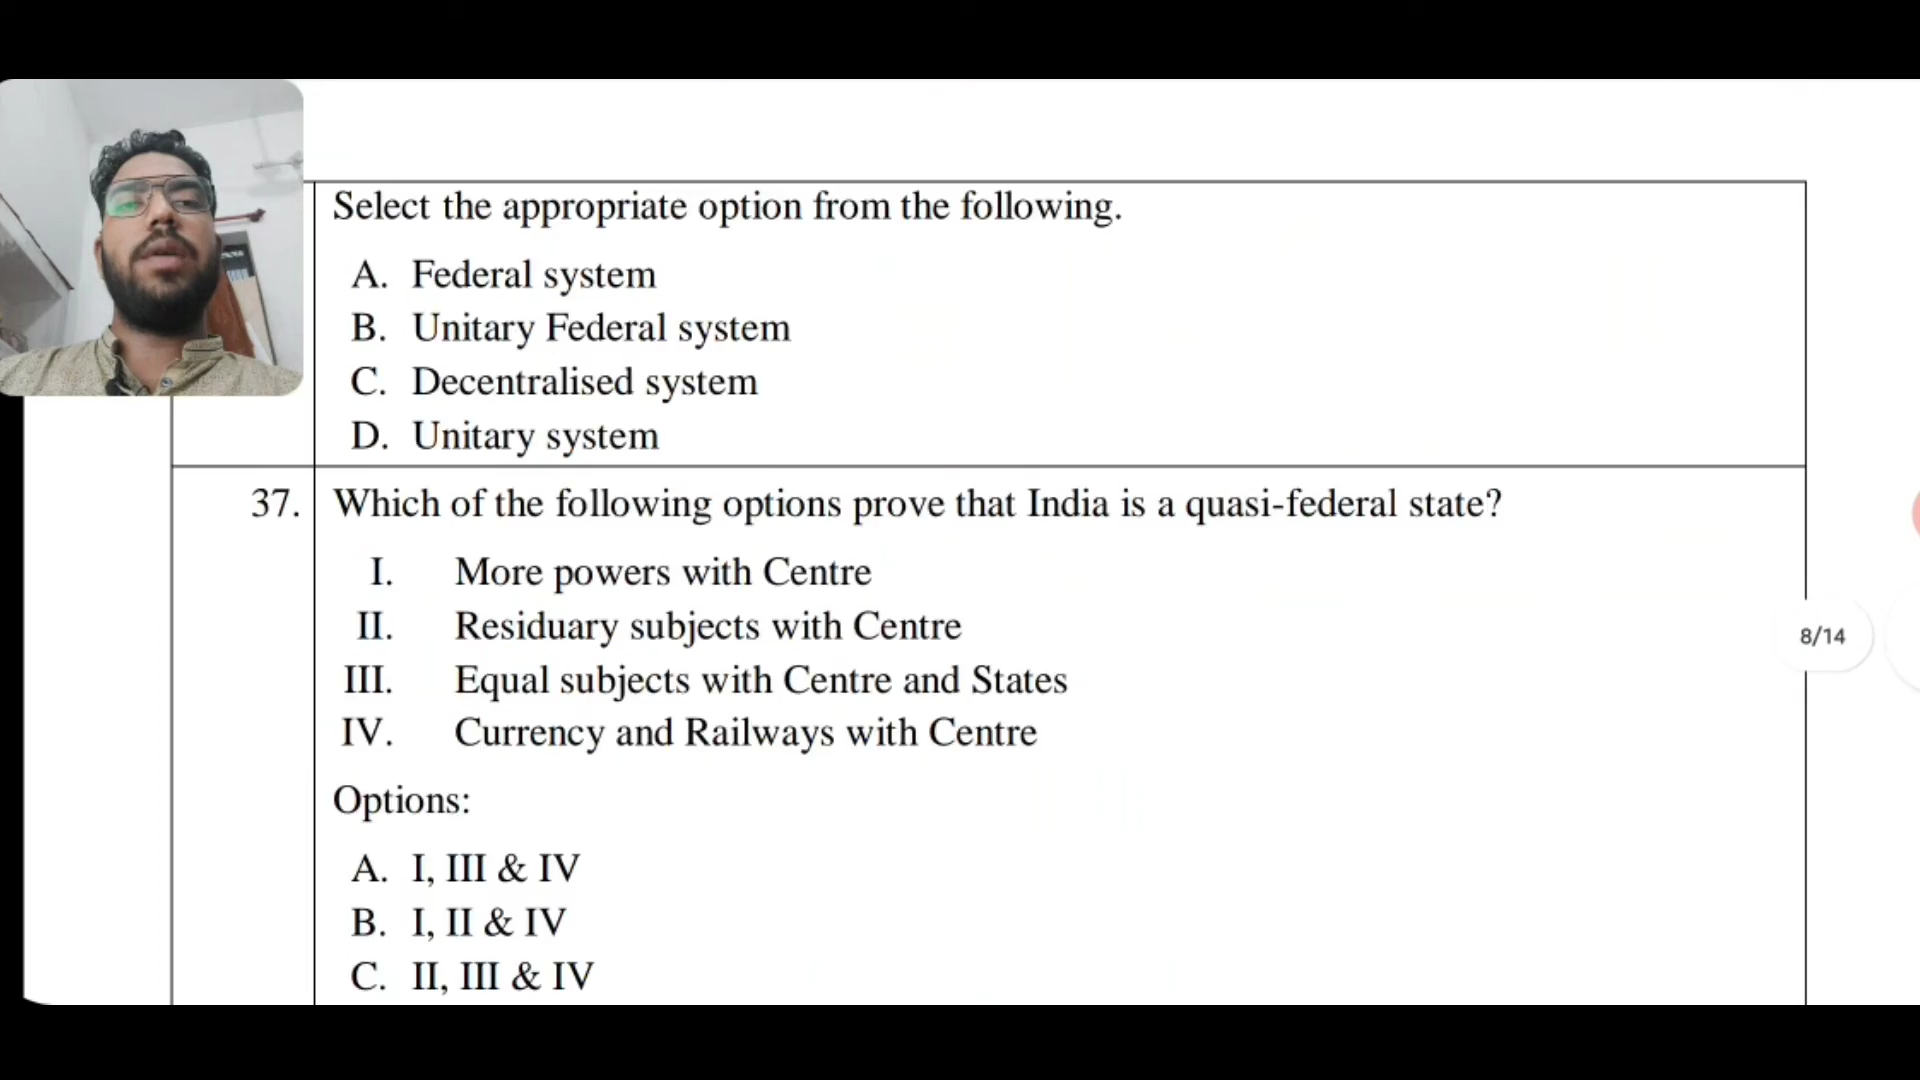 Select the appropriate option from the following.
A. Federal system
B. Unitary Federal system
C. Decentralised system
D. Unitary system
37. Which of the following options prove that India is a quasi-federal state?
I. More powers with Centre
II. Residuary subjects with Centre
III. Equal subjects with Centre and States
IV. Currency and Railways with Centre
8/14
Options:
A. I, III & IV
B. I, II & IV
C. II, III & IV